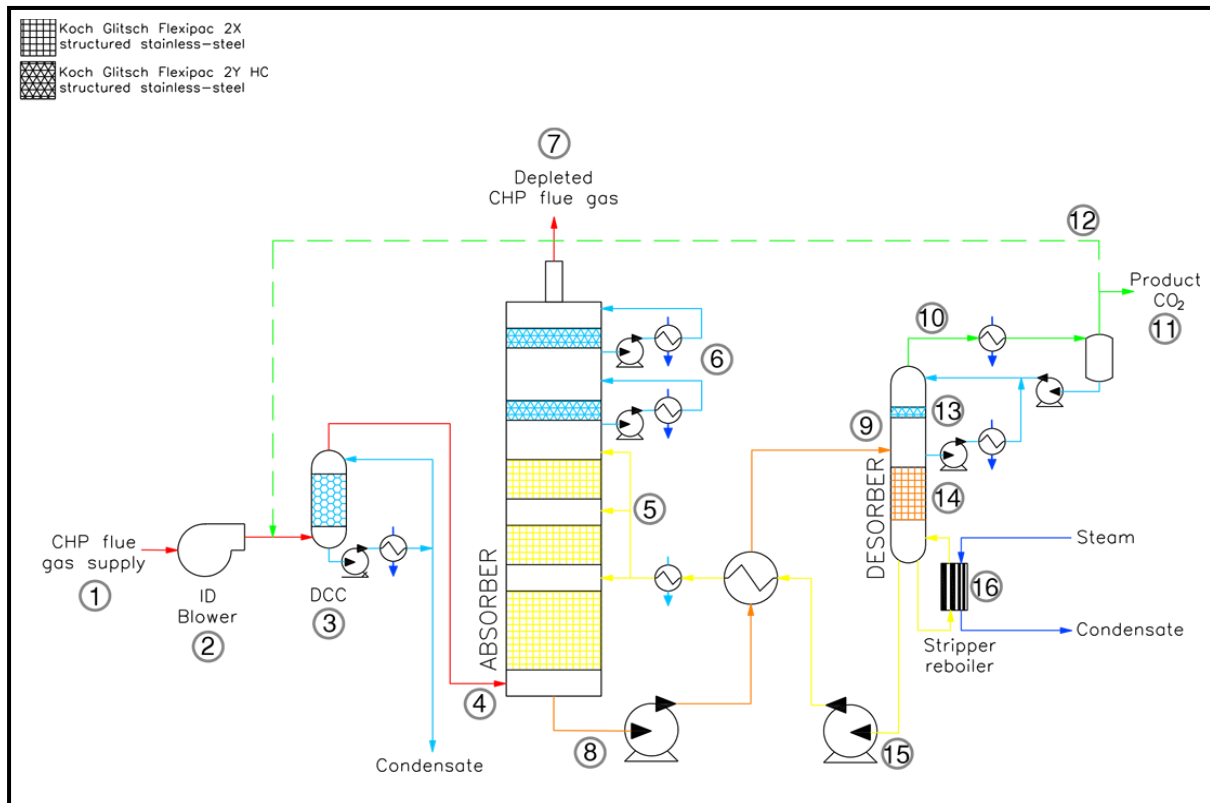 Koch Glitsch Flexipac 2X
structured stainless-steel
Koch Glitsch Flexipac 2Y HC
structured stainless-steel
7
Depleted
CHP flue gas
12
Product
CO₂
11
10
6
13
9
14
5
DESORBER
ABSORBER
CHP flue
gas supply
1
ID
Blower
2
DCC
3
4
8
15
16
Steam
Condensate
Stripper
reboiler
Condensate